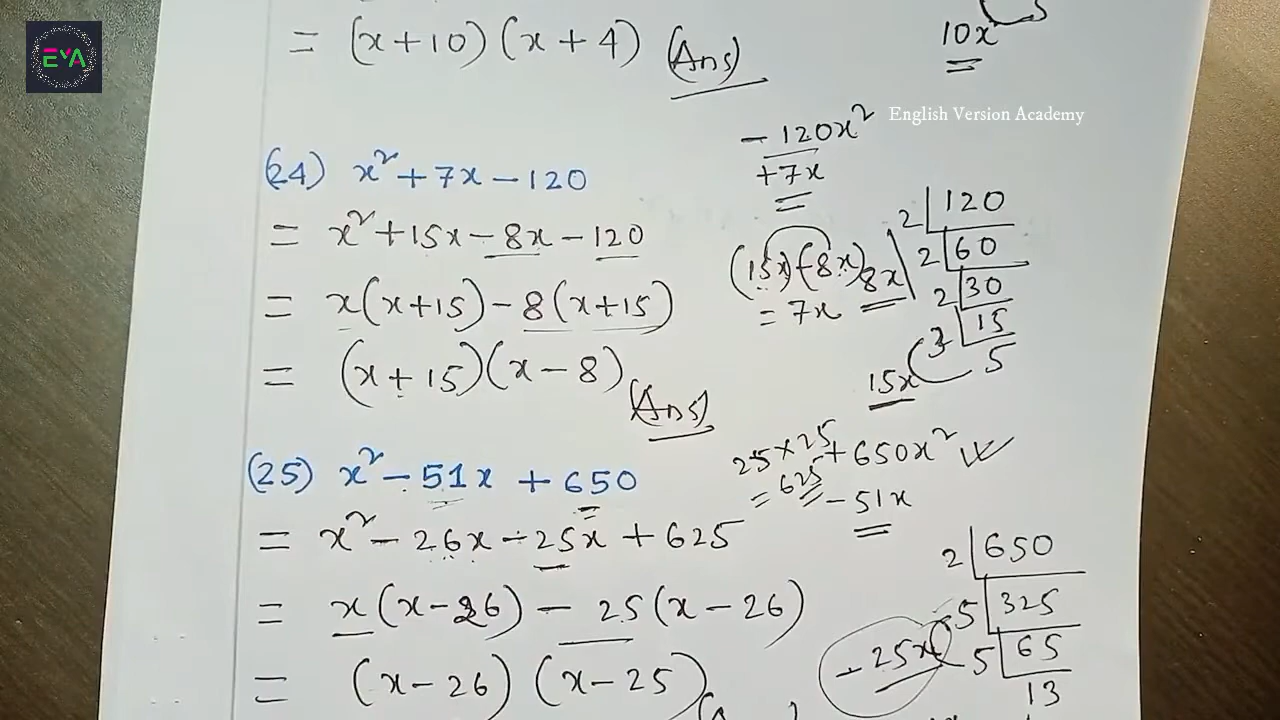 EYA
= (x+10) (x+4) (Ans)
10x
English Version Academy
- 120x²
+7x
(24) x² + 7x - 120
= x² + 15x - 8x - 120
= x(x+15) - 8(x+15)
= (x+15)(x-8) (Ans)
(15x)(-8x)
= 7x
8x
2 | 120
2 | 60
2 | 30
3 | 15
5
15x
(25) x² - 51x + 650
= x² - 26x - 25x + 625
= x(x-26) - 25(x-26)
= (x-26) (x-25)
25×25
= 625
+650x²
- 51x
2 | 650
5 | 325
5 | 65
13
- 25x